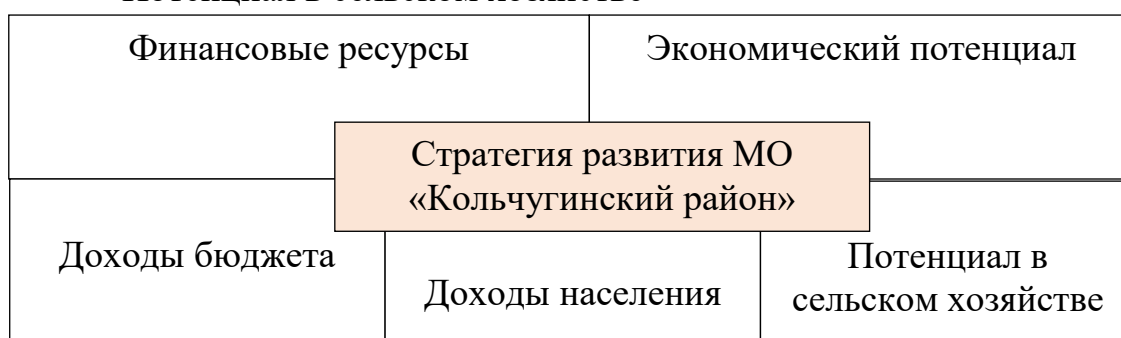 Финансовые ресурсы
Экономический потенциал
Стратегия развития МО
«Кольчугинский район»
Доходы бюджета
Доходы населения
Потенциал в
сельском хозяйстве